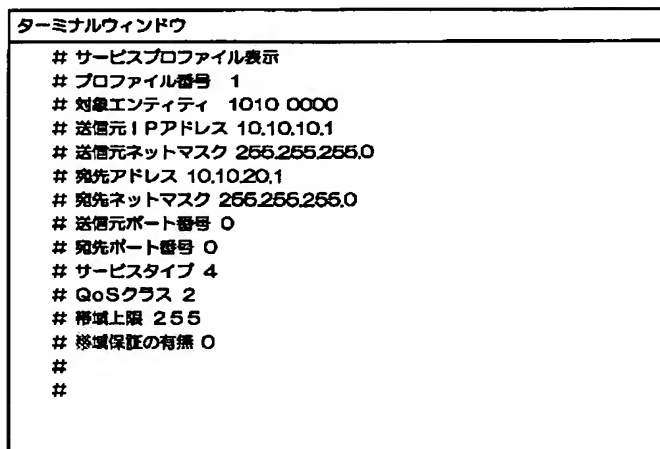 ターミナルウィンドウ
# サービスプロファイル表示
# プロファイル番号 1
# 対象エンティティ 1010 0000
# 送信元IPアドレス 10.10.10.1
# 送信元ネットマスク 255.255.255.0
# 宛先アドレス 10.10.20.1
# 宛先ネットマスク 255.255.255.0
# 送信元ポート番号 0
# 宛先ポート番号 0
# サービスタイプ 4
# QoSクラス 2
# 帯域上限 255
# 帯域保証の有無 0
#
#